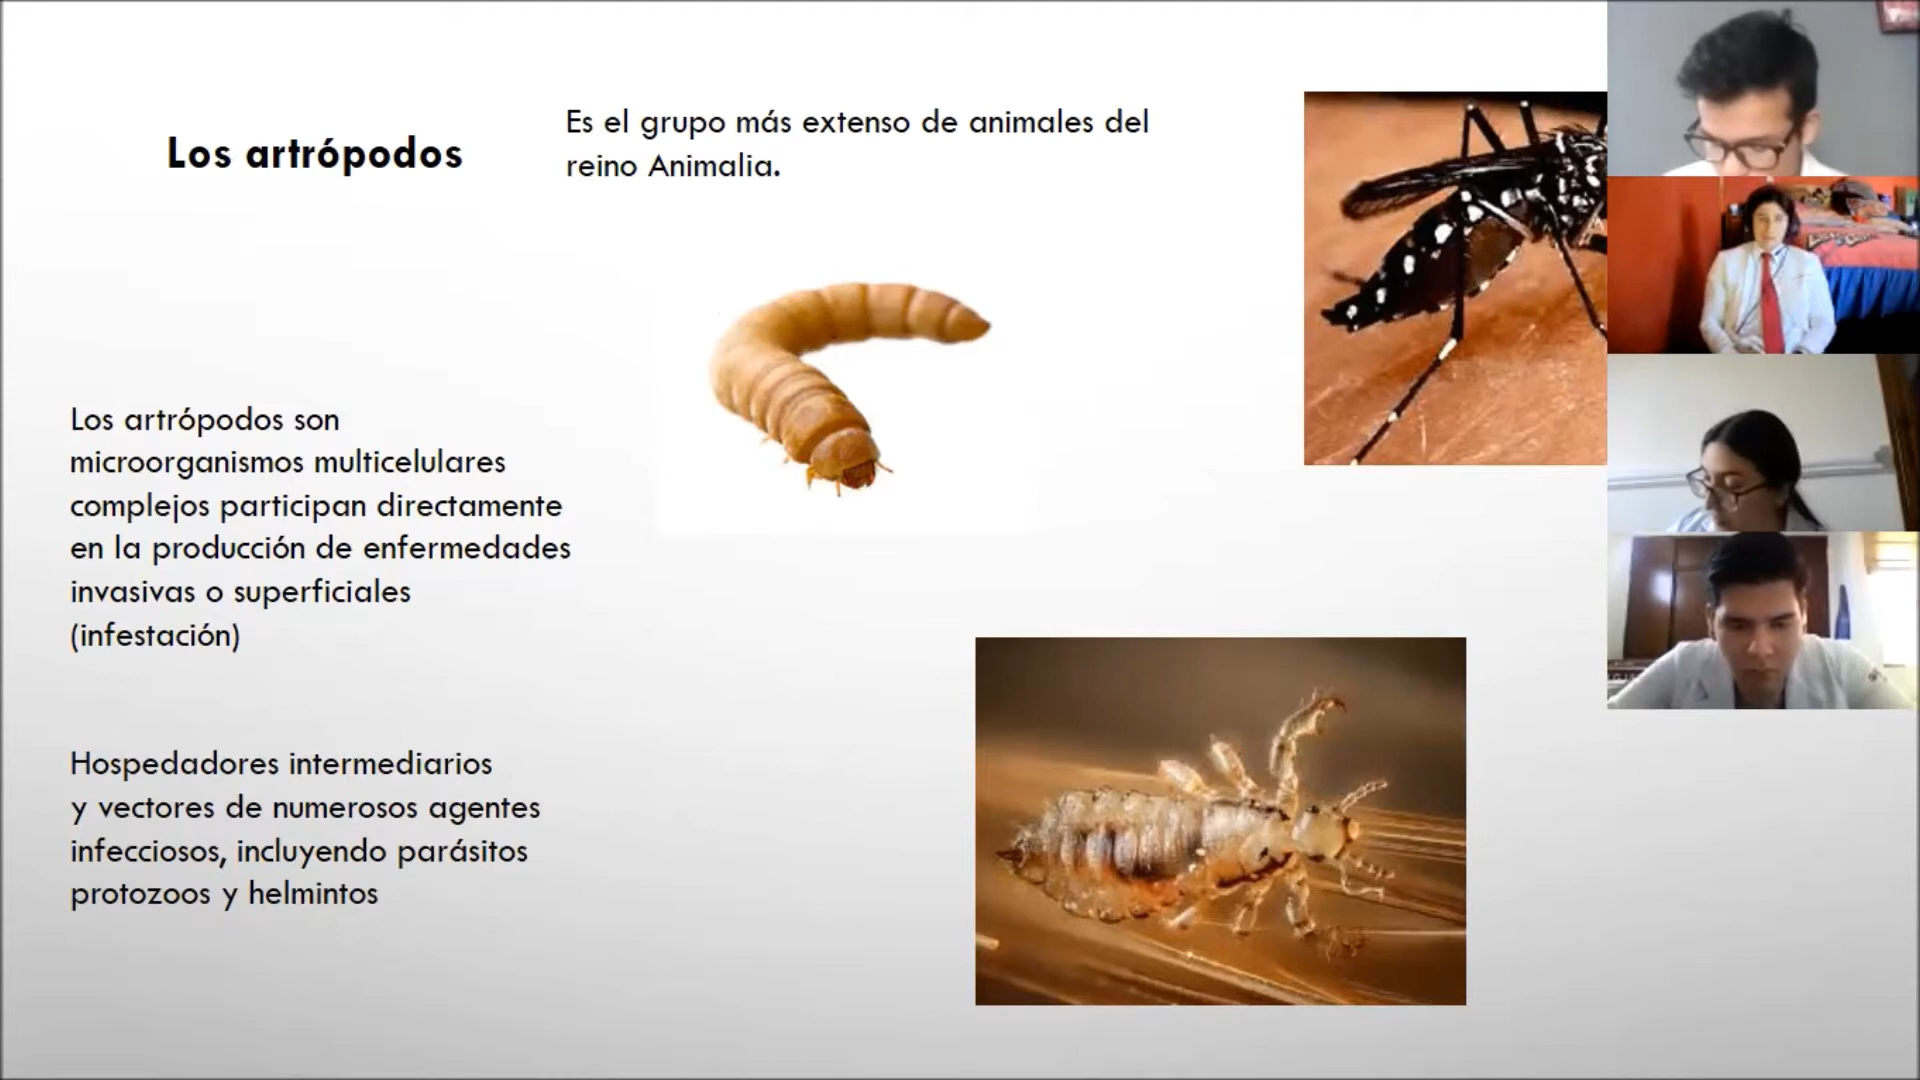 Los artrópodos
Es el grupo más extenso de animales del
reino Animalia.
Los artrópodos son
microorganismos multicelulares
complejos participan directamente
en la producción de enfermedades
invasivas o superficiales
(infestación)
Hospedadores intermediarios
y vectores de numerosos agentes
infecciosos, incluyendo parásitos
protozoos y helmintos